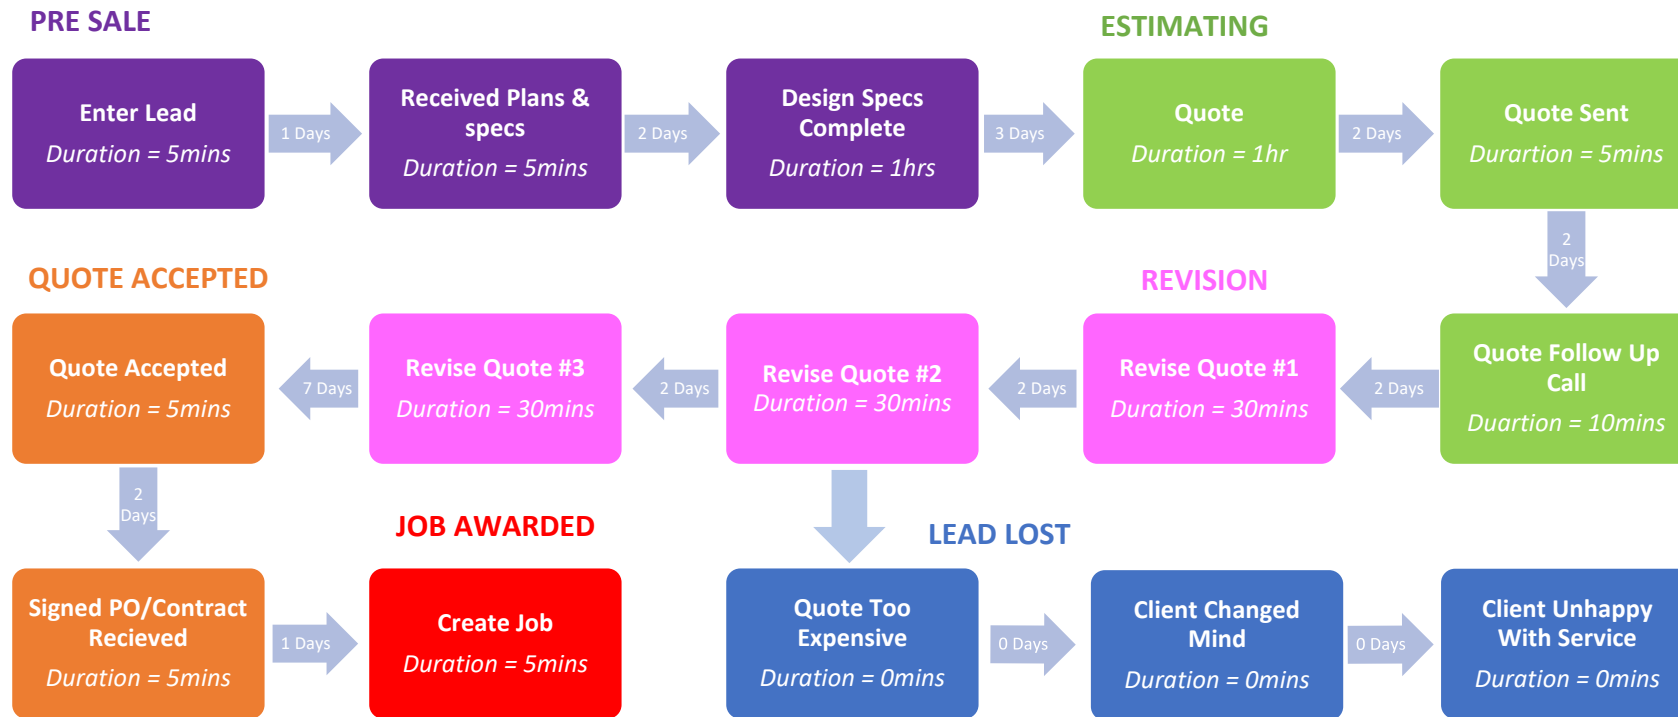 PRE SALE
ESTIMATING
Enter Lead
Duration = 5mins
1 Days
Received Plans &
specs
Duration = 5mins
2 Days
Design Specs
Complete
Duration = 1hrs
3 Days
Quote
Duration = 1hr
2 Days
Quote Sent
Durartion = 5mins
2
Days
QUOTE ACCEPTED
REVISION
Quote Follow Up
Call
Duartion = 10mins
2 Days
Revise Quote #1
Duration = 30mins
2 Days
Revise Quote #2
Duration = 30mins
2 Days
Revise Quote #3
Duration = 30mins
7 Days
Quote Accepted
Duration = 5mins
2
Days
JOB AWARDED
LEAD LOST
Signed PO/Contract
Recieved
Duration = 5mins
1 Days
Create Job
Duration = 5mins
Quote Too
Expensive
Duration = 0mins
0 Days
Client Changed
Mind
Duration = 0mins
0 Days
Client Unhappy
With Service
Duration = 0mins